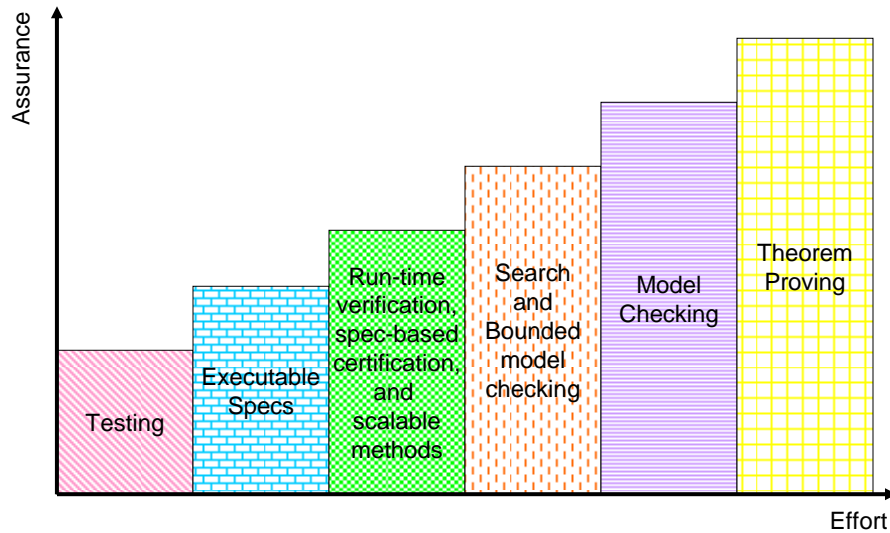 Assurance
Testing
Executable
Specs
Run-time
verification,
spec-based
certification,
and
scalable
methods
Search
and
Bounded
model
checking
Model
Checking
Theorem
Proving
Effort